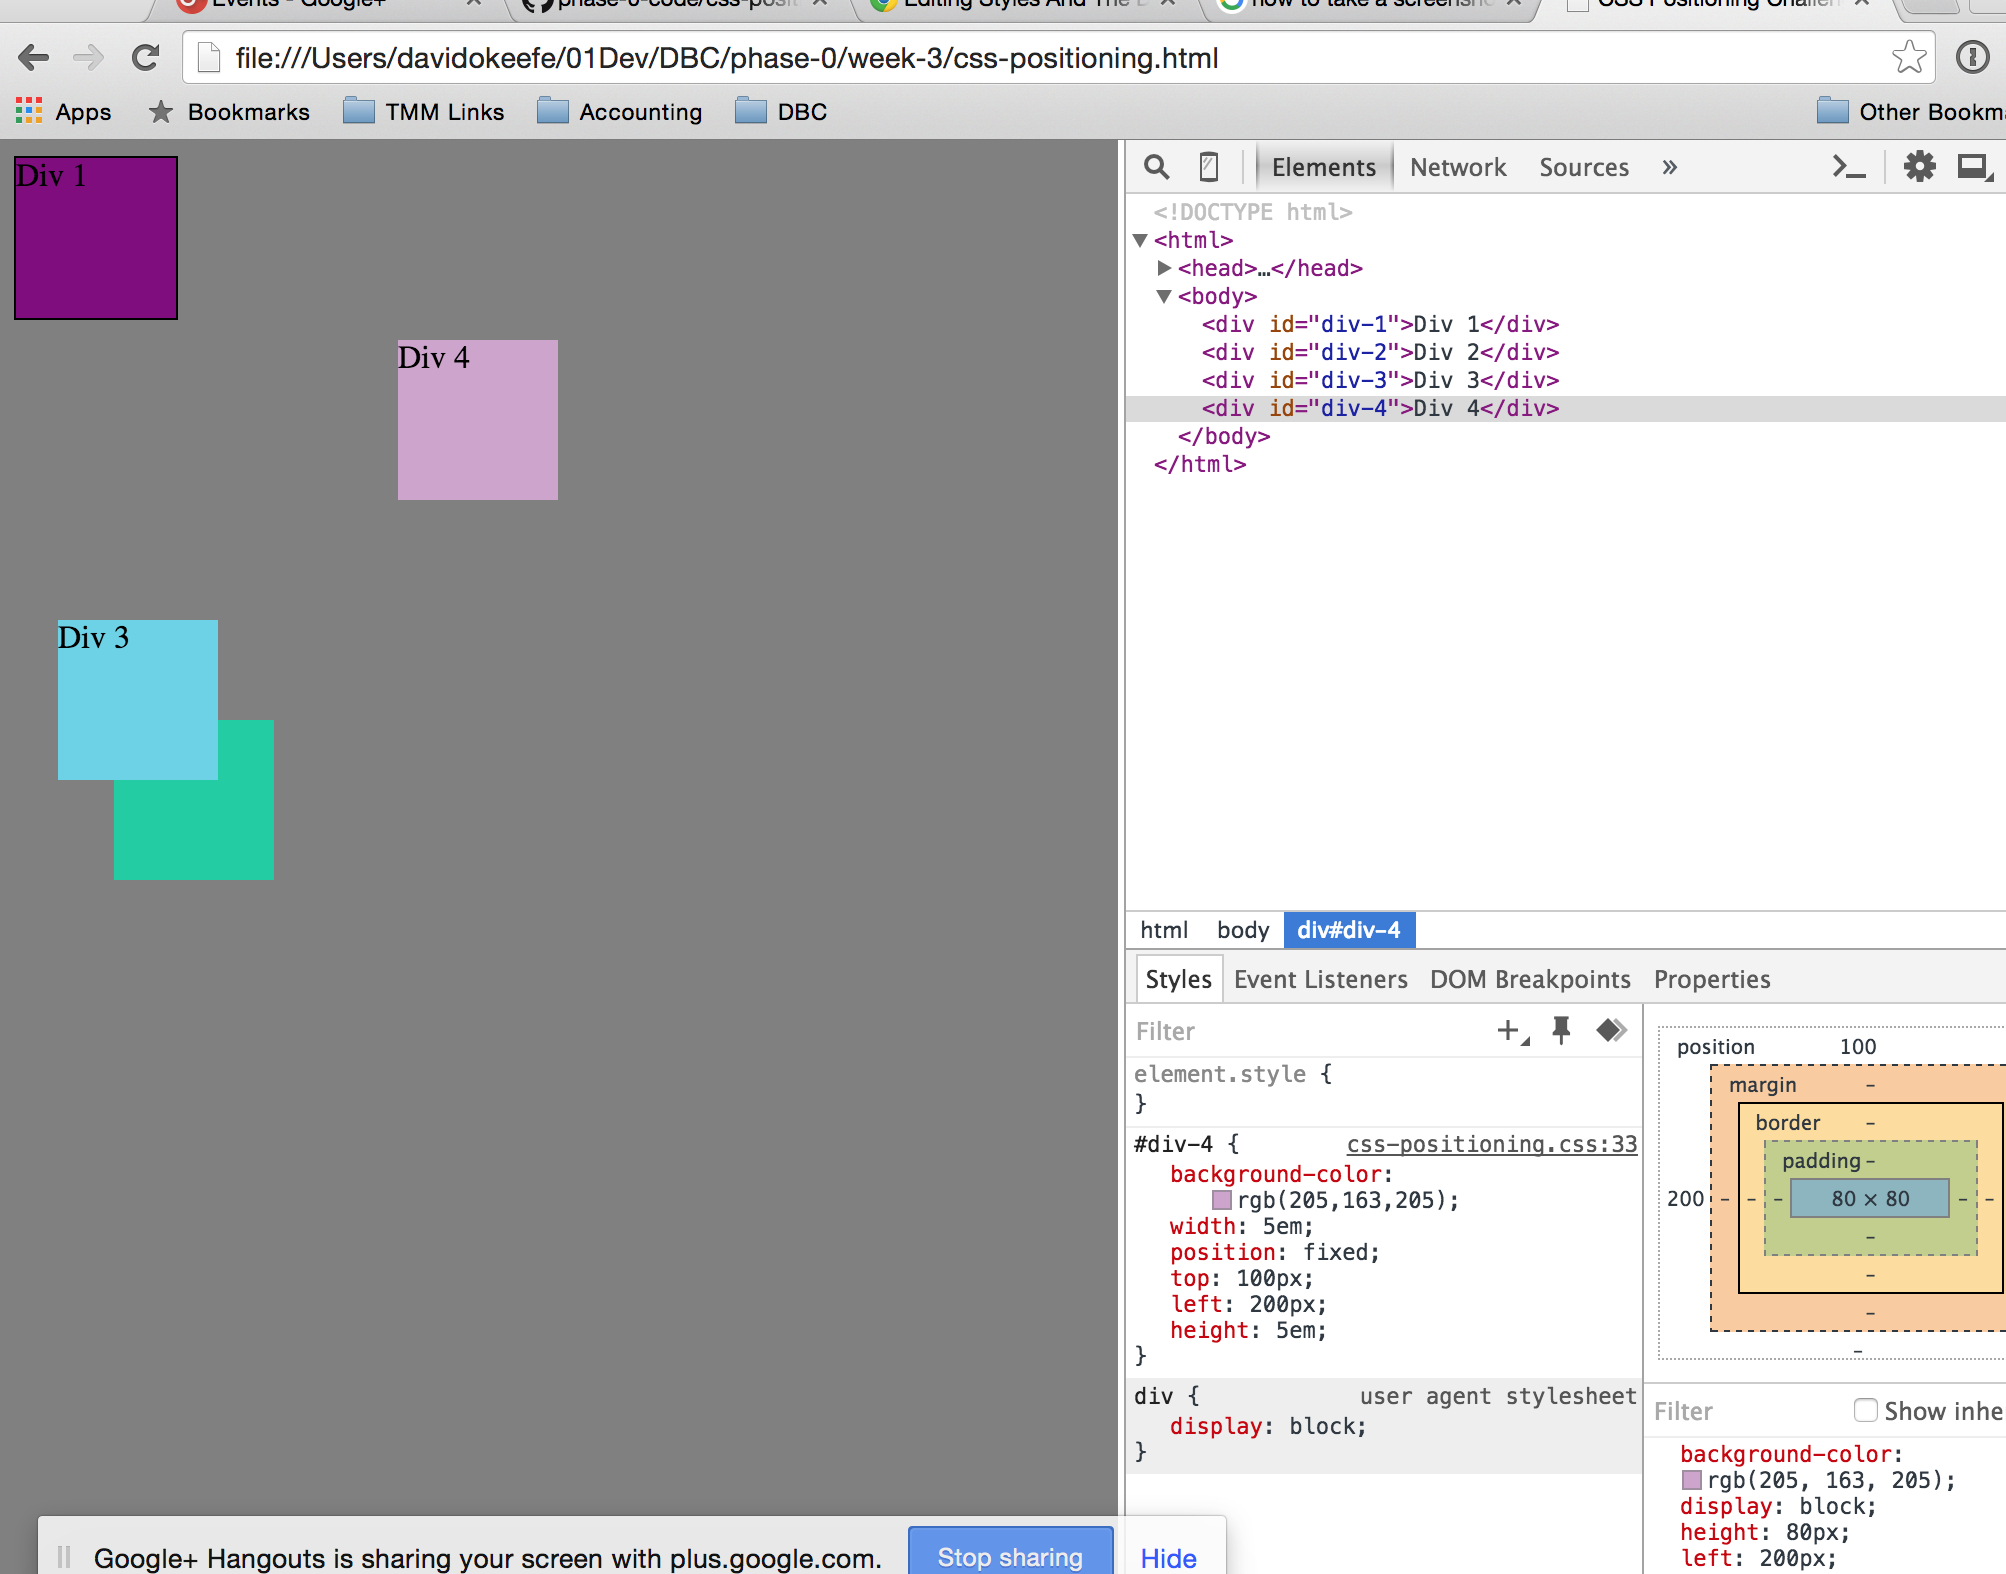 Events - Google+
phase-0-code/css-posit
Editing Styles And The D
how to take a screensho
CSS Positioning Challen
file:///Users/davidokeefe/01Dev/DBC/phase-0/week-3/css-positioning.html
Apps Bookmarks TMM Links Accounting DBC Other Bookma
Div 1
Div 4
Div 3
Elements Network Sources »
<!DOCTYPE html>
<html>
<head>…</head>
<body>
<div id="div-1">Div 1</div>
<div id="div-2">Div 2</div>
<div id="div-3">Div 3</div>
<div id="div-4">Div 4</div>
</body>
</html>
html body div#div-4
Styles Event Listeners DOM Breakpoints Properties
Filter
element.style {
}
#div-4 { css-positioning.css:33
background-color:
rgb(205,163,205);
width: 5em;
position: fixed;
top: 100px;
left: 200px;
height: 5em;
}
div { user agent stylesheet
display: block;
}
position 100
margin -
border -
padding -
200 - - - 80 × 80 - -
-
-
-
-
Filter Show inhe
background-color:
rgb(205, 163, 205);
display: block;
height: 80px;
left: 200px;
Google+ Hangouts is sharing your screen with plus.google.com. Stop sharing Hide